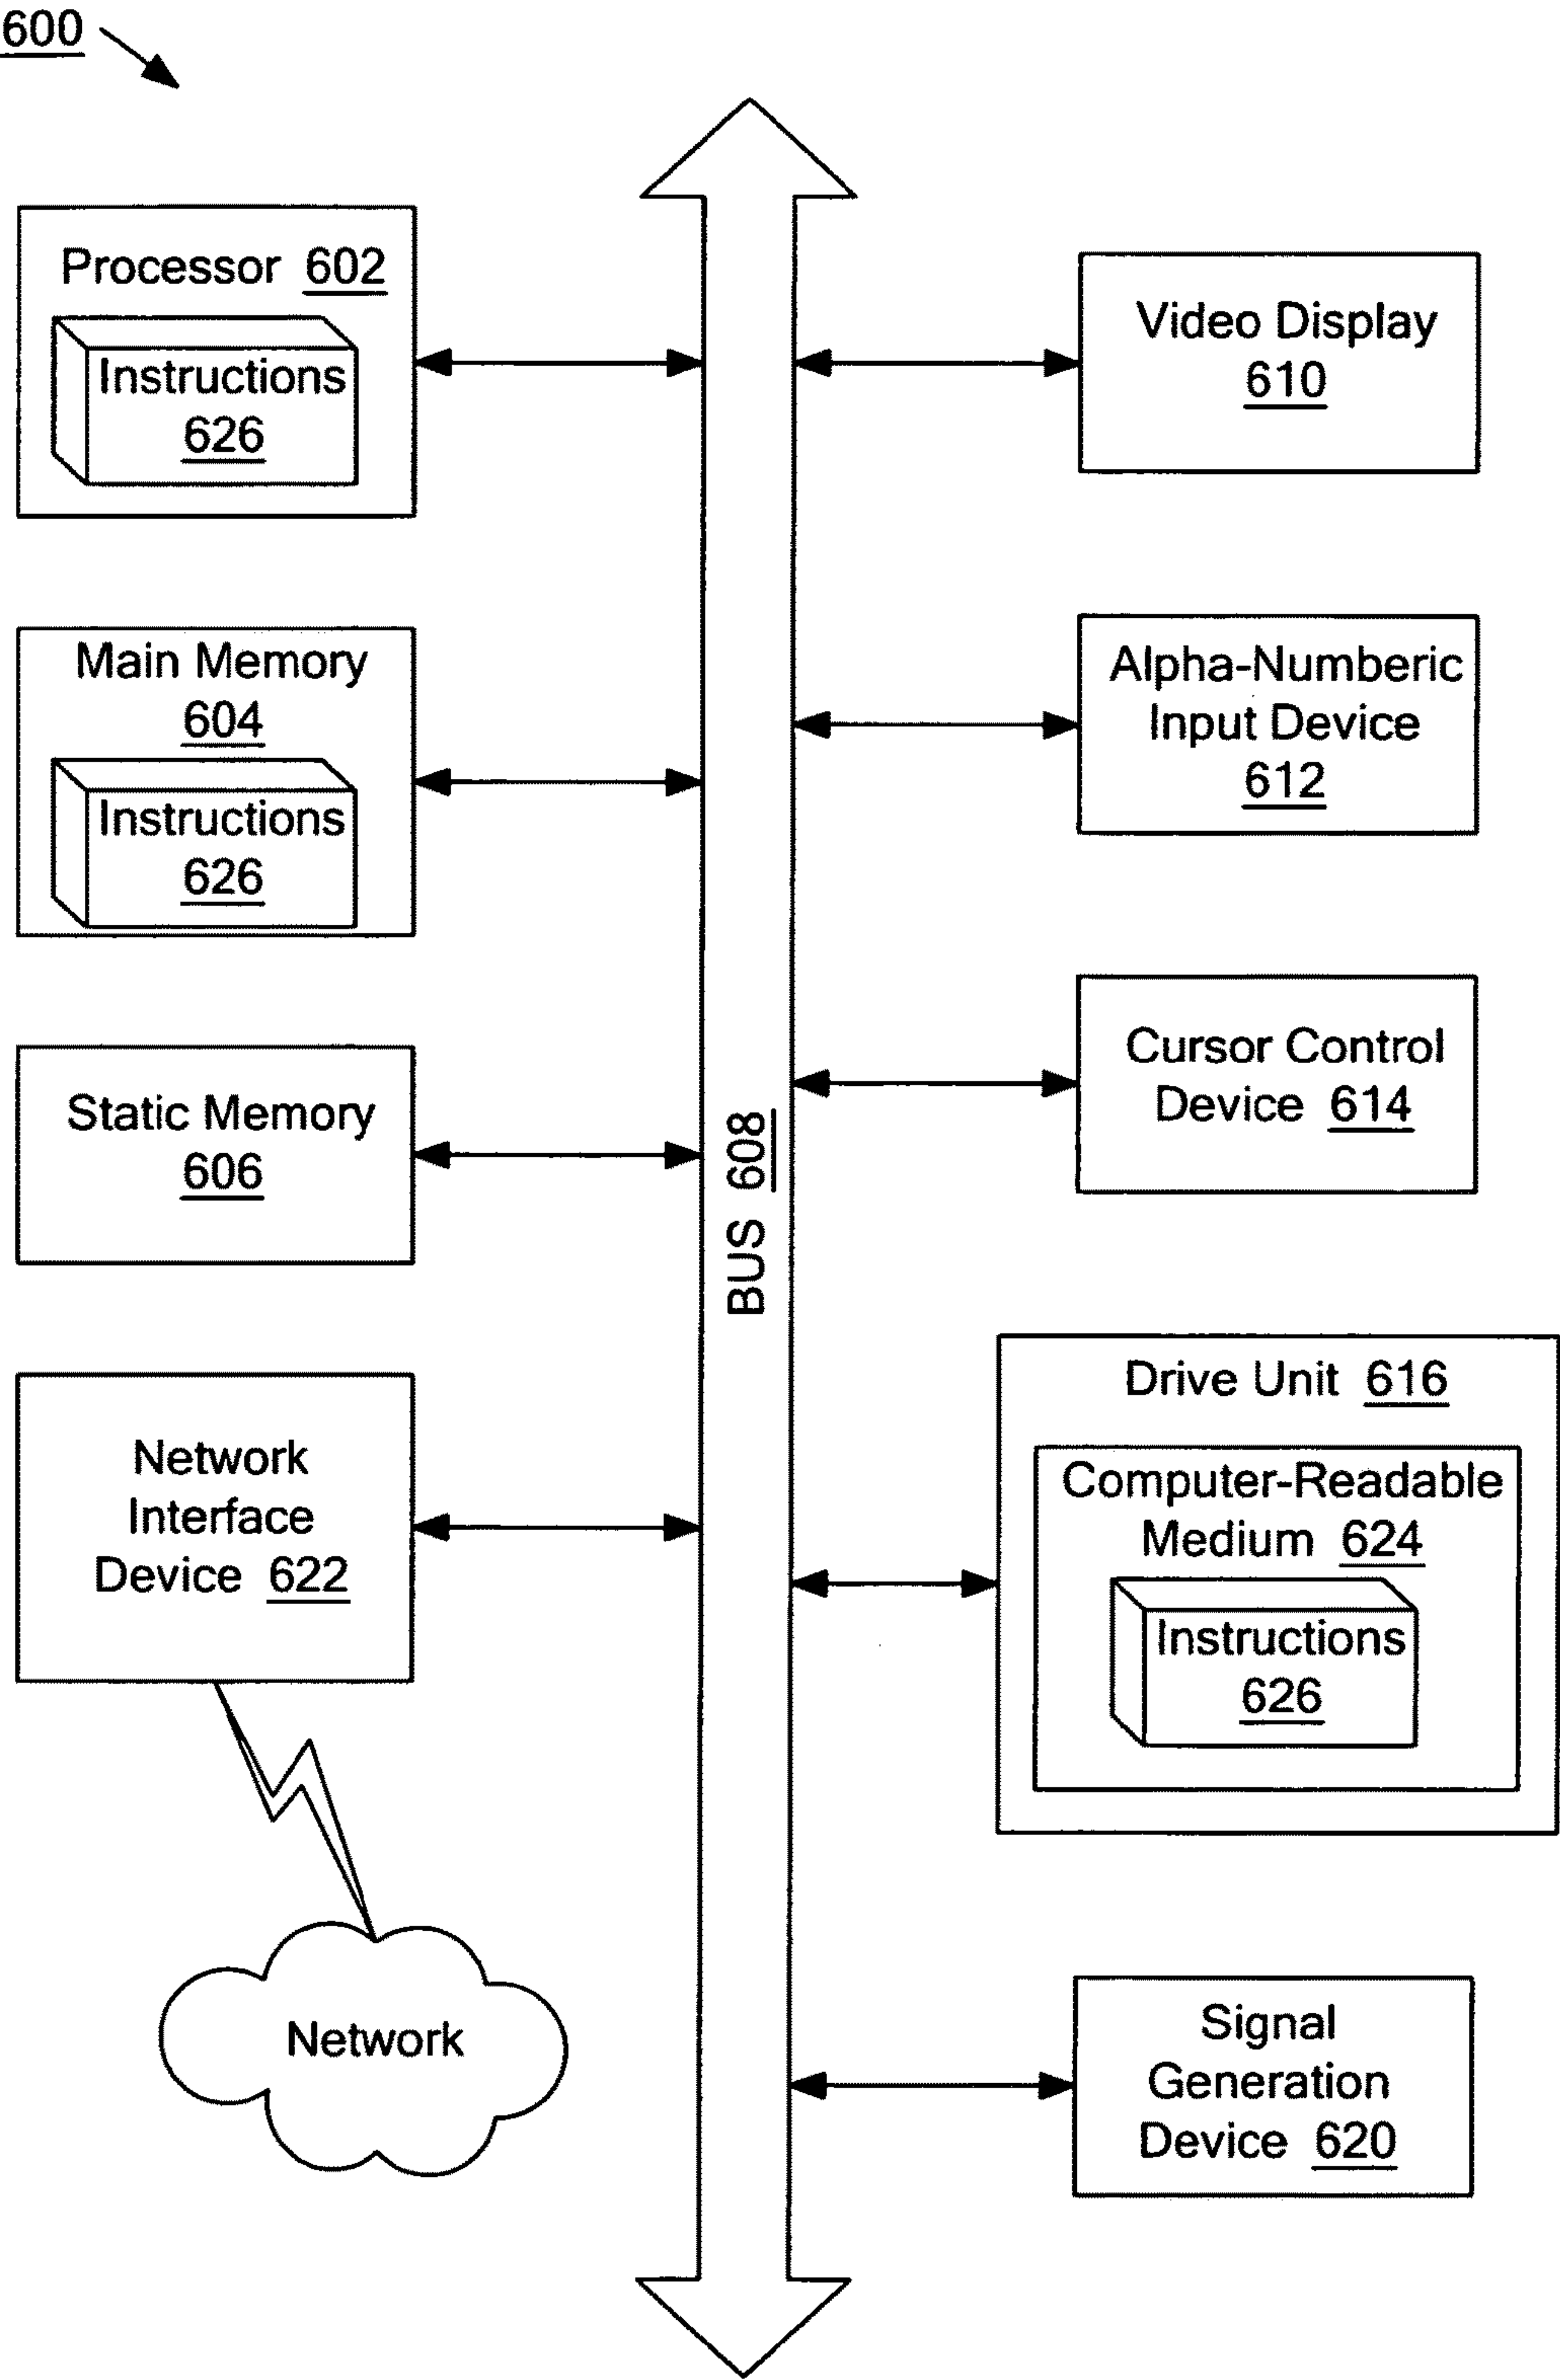 600
Processor 602
Instructions
626
Main Memory
604
Instructions
626
Static Memory
606
Network
Interface
Device 622
Network
BUS 608
Video Display
610
Alpha-Numberic
Input Device
612
Cursor Control
Device 614
Drive Unit 616
Computer-Readable
Medium 624
Instructions
626
Signal
Generation
Device 620